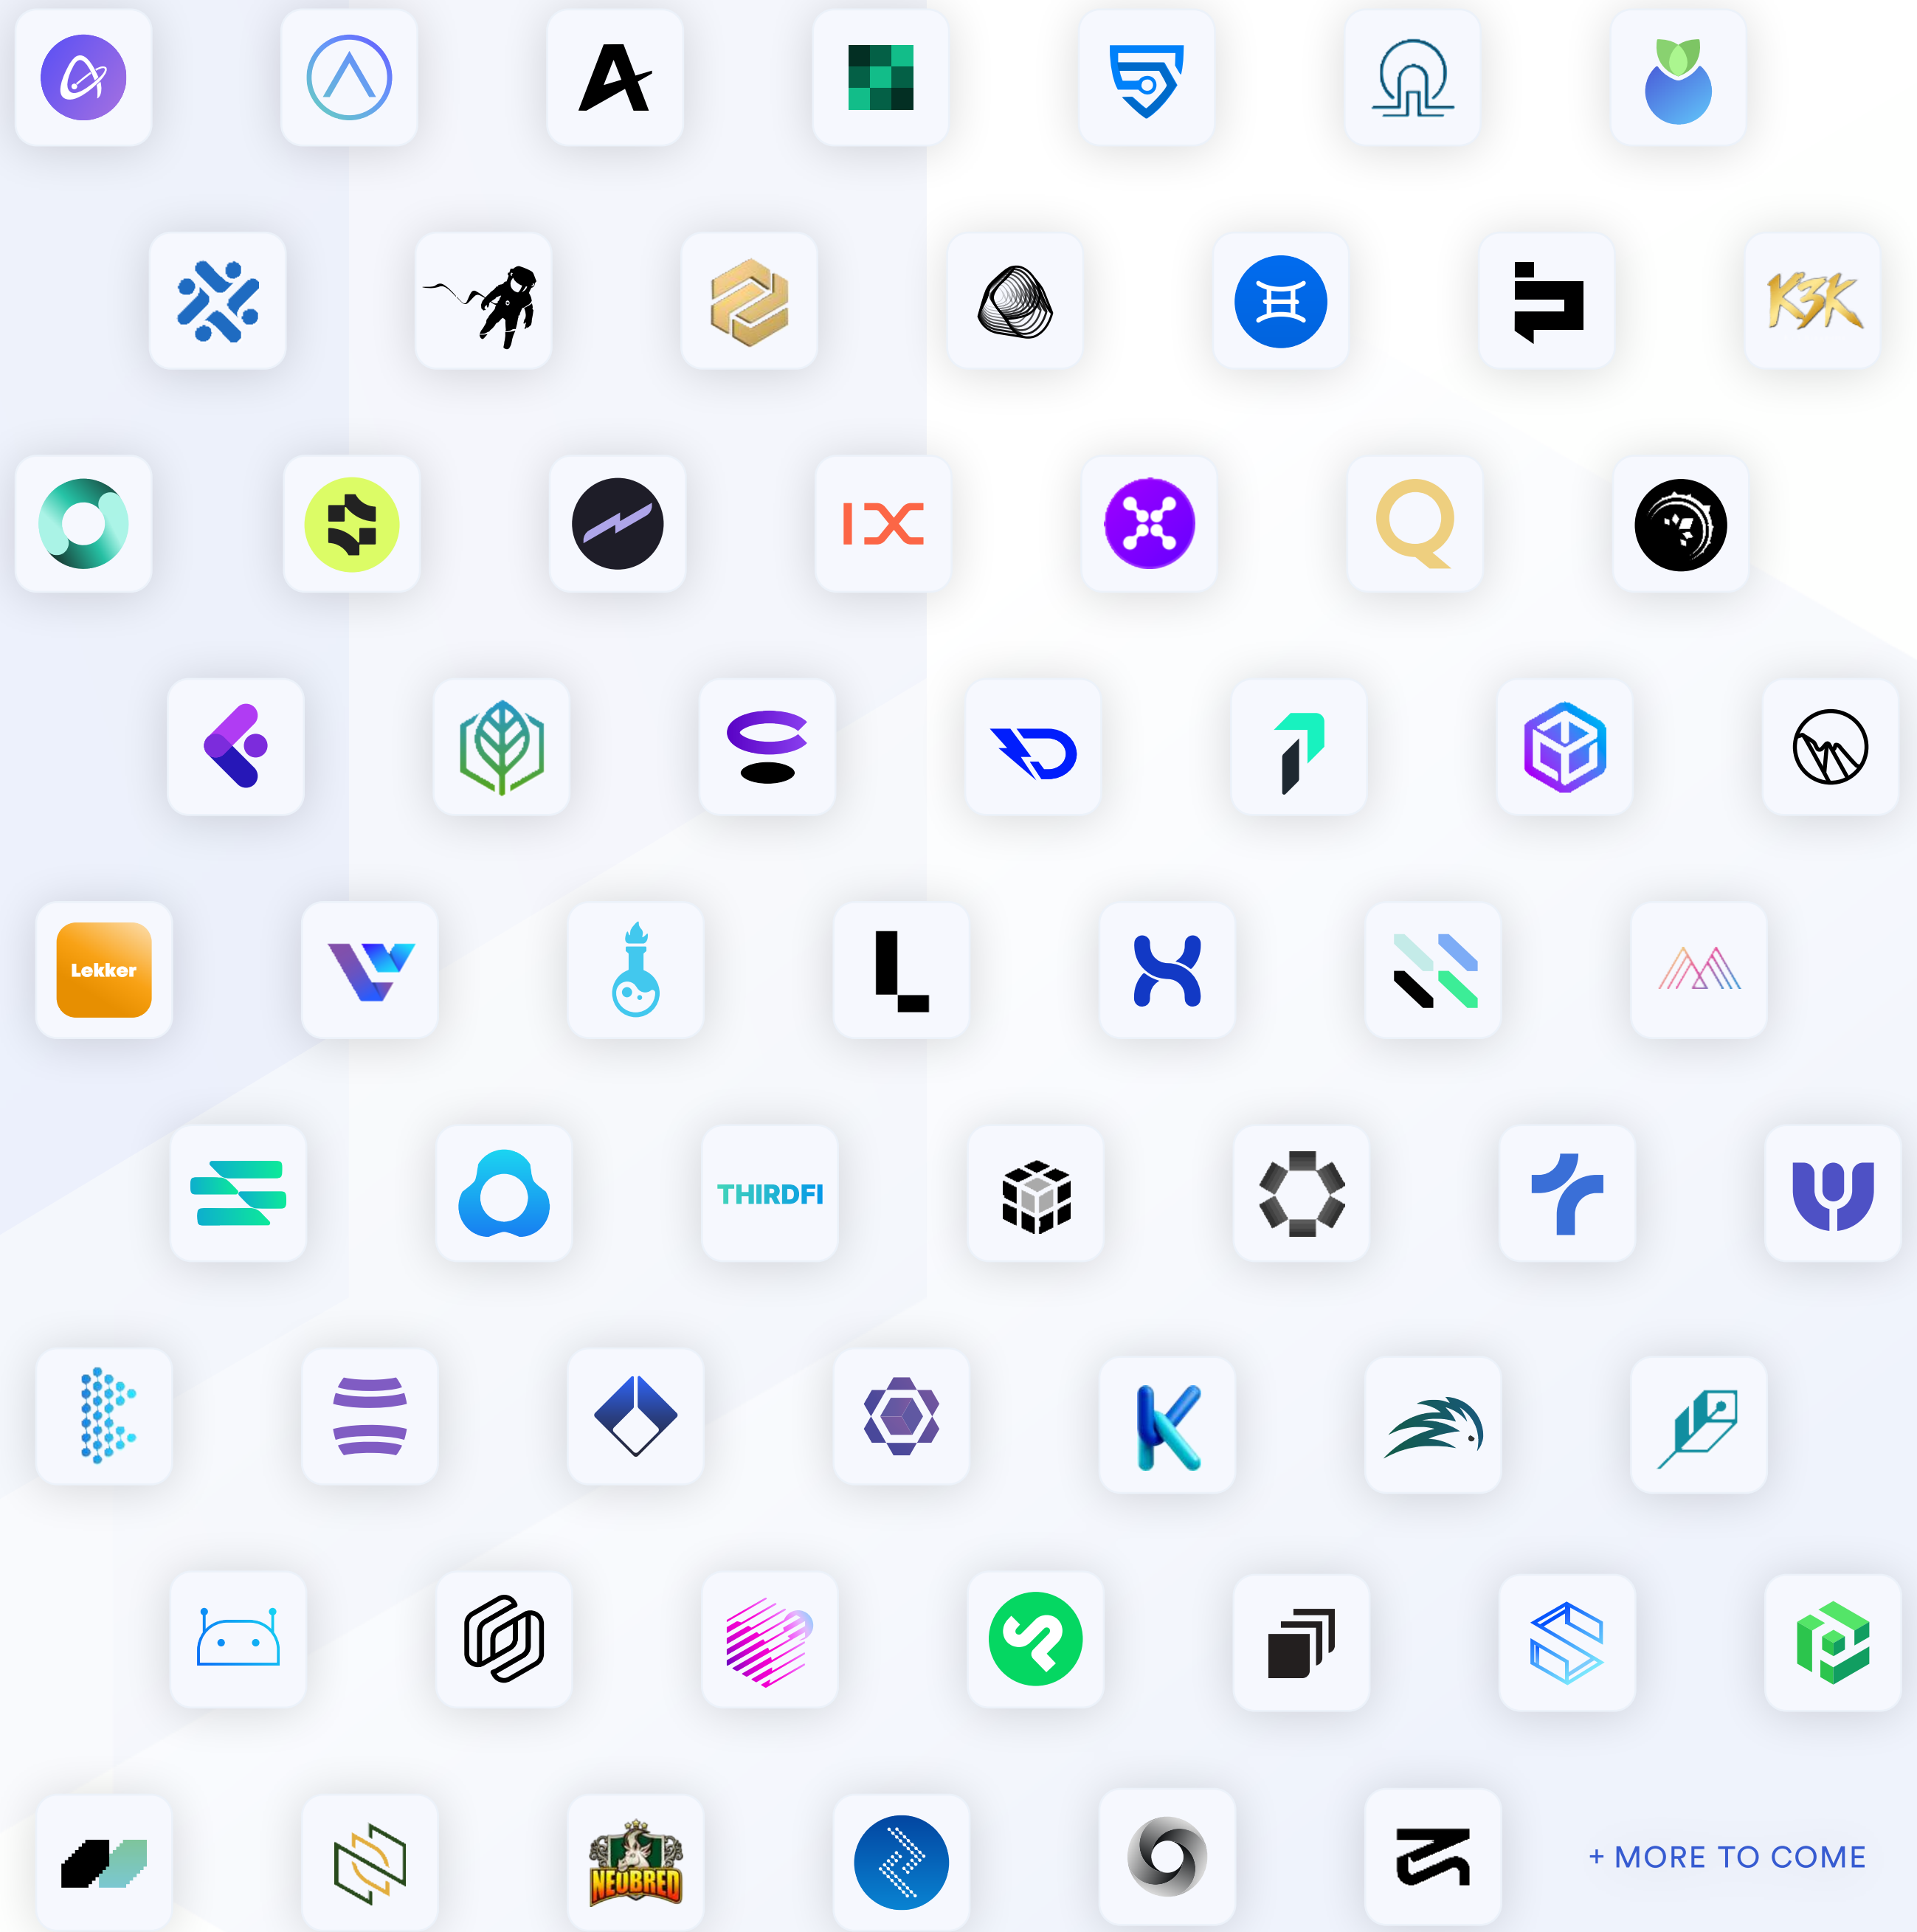 K3K
IX
Lekker
THIRDFI
NEUBRED
+ MORE TO COME